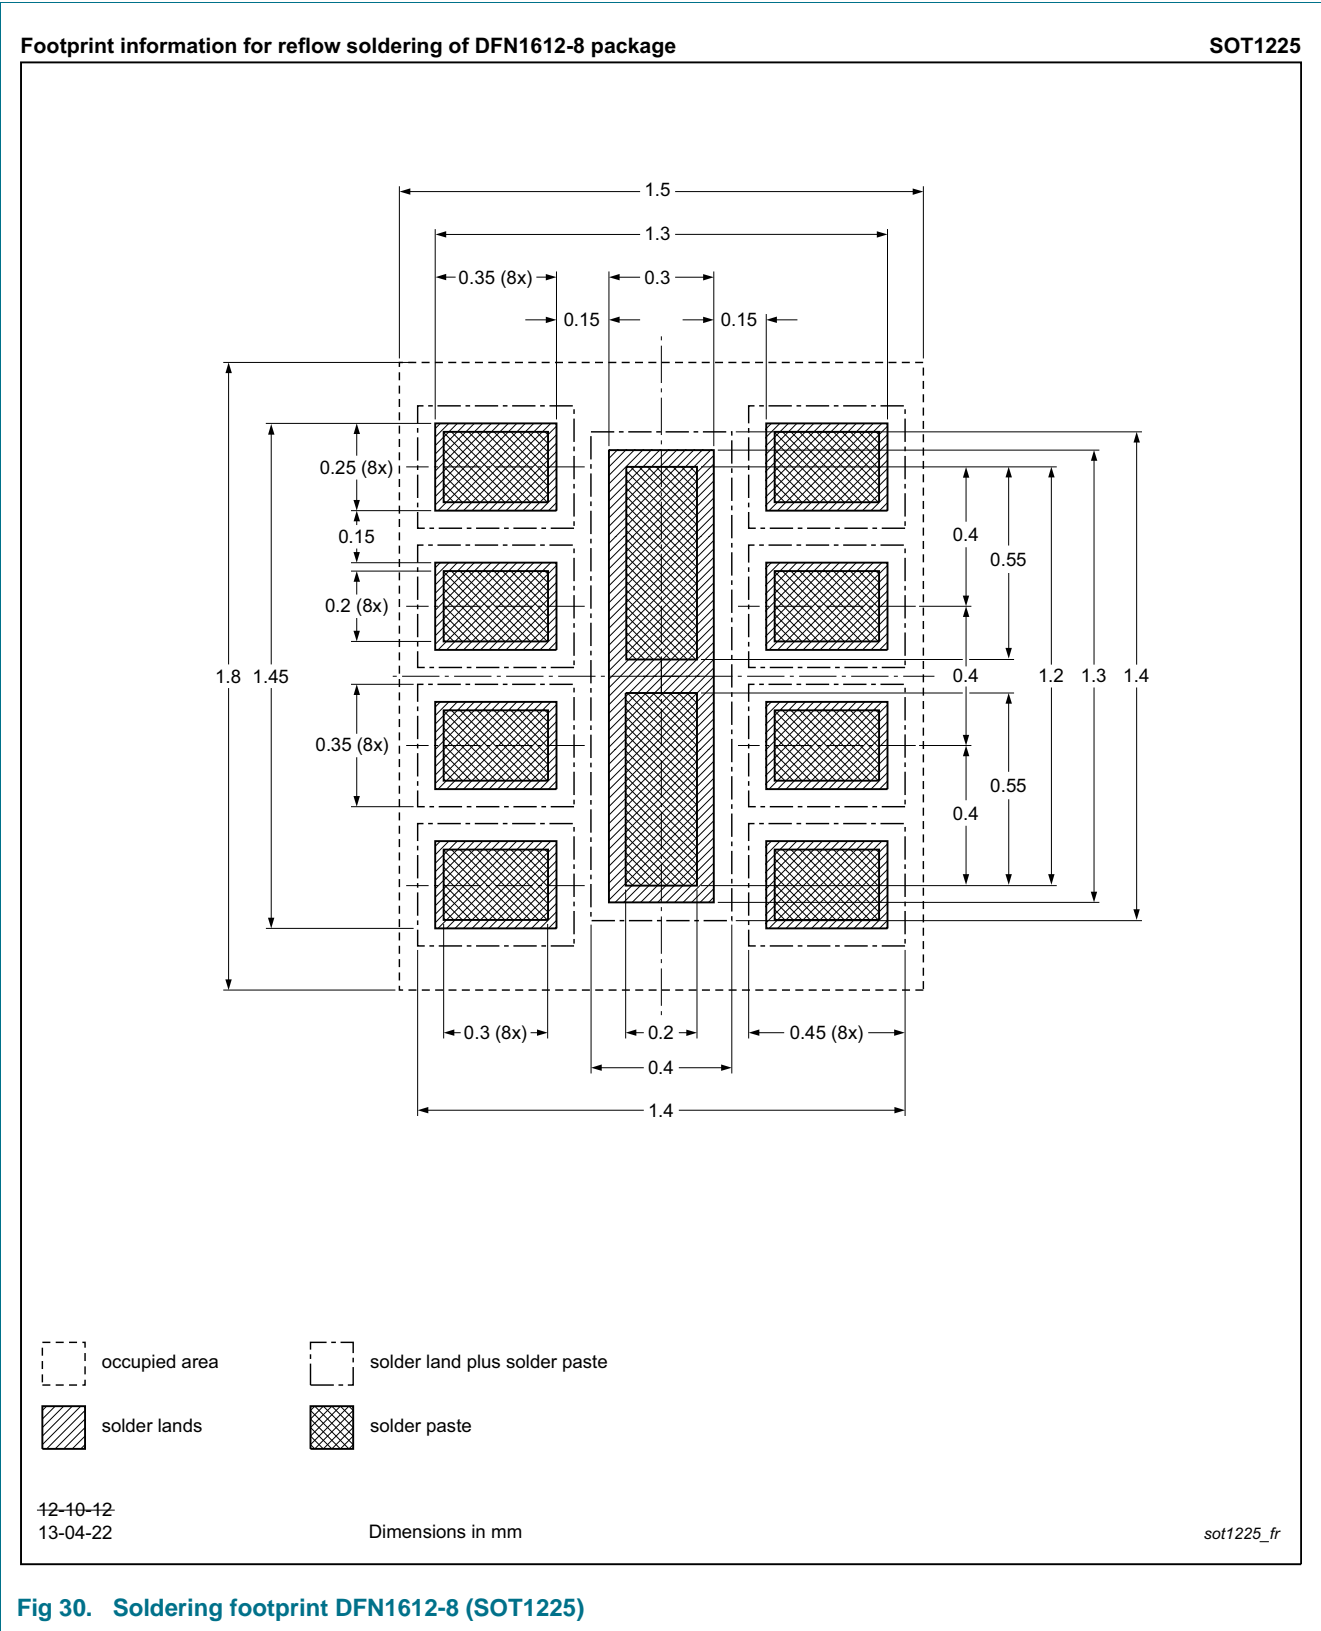 Footprint information for reflow soldering of DFN1612-8 package SOT1225
1.5
1.3
0.35 (8x) 0.3
0.15 0.15
0.25 (8x)
0.15
0.4
0.55
0.2 (8x)
1.8 1.45 0.4 1.2 1.3 1.4
0.35 (8x)
0.55
0.4
0.3 (8x) 0.2 0.45 (8x)
0.4
1.4
occupied area solder land plus solder paste
solder lands solder paste
12-10-12
13-04-22 Dimensions in mm sot1225_fr
Fig 30. Soldering footprint DFN1612-8 (SOT1225)